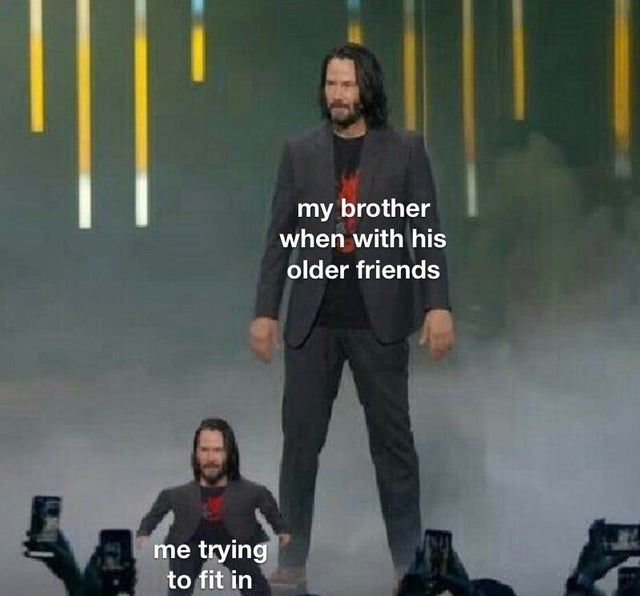 my brother
when with his
older friends
me trying
to fit in